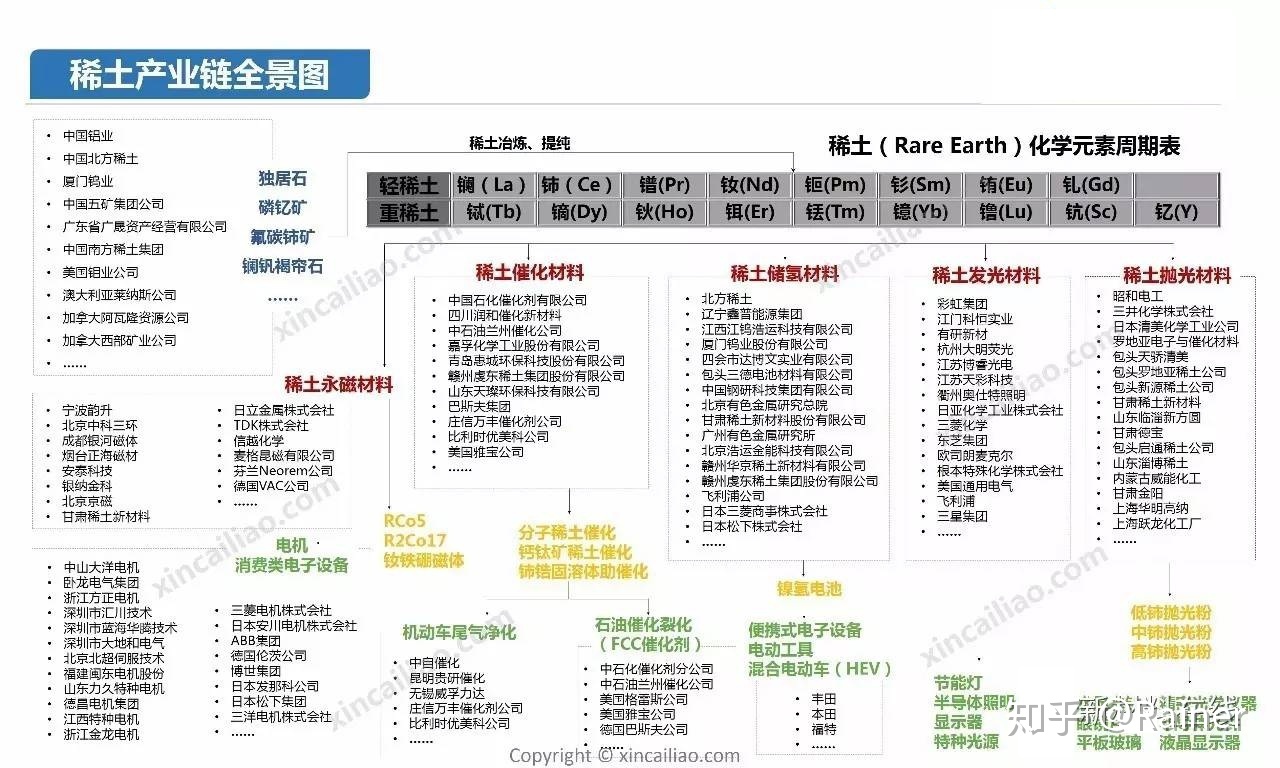 稀土产业链全景图
• 中国铝业
• 中国北方稀土
• 厦门钨业
• 中国五矿集团公司
• 广东省广晟资产经营有限公司
• 中国南方稀土集团
• 美国钼业公司
• 澳大利亚莱纳斯公司
• 加拿大阿瓦隆资源公司
• 加拿大西部矿业公司
• ......
独居石
磷钇矿
氟碳铈矿
镧钒褐帘石
......
稀土冶炼、提纯
稀土（Rare Earth）化学元素周期表
轻稀土 镧（La） 铈（Ce） 镨(Pr) 钕(Nd) 钷(Pm) 钐(Sm) 铕(Eu) 钆(Gd)
重稀土 铽(Tb) 镝(Dy) 钬(Ho) 铒(Er) 铥(Tm) 镱(Yb) 镥(Lu) 钪(Sc) 钇(Y)
稀土永磁材料
• 宁波韵升
• 北京中科三环
• 成都银河磁体
• 烟台正海磁材
• 安泰科技
• 银纳金科
• 北京京磁
• 甘肃稀土新材料
• 日立金属株式会社
• TDK株式会社
• 信越化学
• 麦格昆磁有限公司
• 芬兰Neorem公司
• 德国VAC公司
• ......
RCo5
R2Co17
钕铁硼磁体
电机
消费类电子设备
• 中山大洋电机
• 卧龙电气集团
• 浙江方正电机
• 深圳市汇川技术
• 深圳市蓝海华腾技术
• 深圳市大地和电气
• 北京北超伺服技术
• 福建闽东电机股份
• 山东力久特种电机
• 德昌电机集团
• 江西特种电机
• 浙江金龙电机
• 三菱电机株式会社
• 日本安川电机株式会社
• ABB集团
• 德国伦茨公司
• 博世集团
• 日本发那科公司
• 日本松下集团
• 三洋电机株式会社
• ......
稀土催化材料
• 中国石化催化剂有限公司
• 四川润和催化新材料
• 中石油兰州催化公司
• 嘉孚化学工业股份有限公司
• 青岛惠城环保科技股份有限公司
• 赣州虔东稀土集团股份有限公司
• 山东天璨环保科技有限公司
• 巴斯夫集团
• 庄信万丰催化剂公司
• 比利时优美科公司
• 美国雅宝公司
• ......
分子稀土催化
钙钛矿稀土催化
铈锆固溶体助催化
机动车尾气净化
• 中自催化
• 昆明贵研催化
• 无锡威孚力达
• 庄信万丰催化剂公司
• 比利时优美科公司
• ......
石油催化裂化
（FCC催化剂）
• 中石化催化剂分公司
• 中石油兰州催化公司
• 美国格雷斯公司
• 美国雅宝公司
• 德国巴斯夫公司
• ......
稀土储氢材料
• 北方稀土
• 辽宁鑫普能源集团
• 江西江钨浩运科技有限公司
• 厦门钨业股份有限公司
• 四会市达博文实业有限公司
• 包头三德电池材料有限公司
• 中国钢研科技集团有限公司
• 北京有色金属研究总院
• 甘肃稀土新材料股份有限公司
• 广州有色金属研究所
• 北京浩运金能科技有限公司
• 赣州华京稀土新材料有限公司
• 赣州虔东稀土集团股份有限公司
• 飞利浦公司
• 日本三菱商事株式会社
• 日本松下株式会社
• ......
镍氢电池
便携式电子设备
电动工具
混合电动车（HEV）
• 丰田
• 本田
• 福特
• ......
稀土发光材料
• 彩虹集团
• 江门科恒实业
• 有研新材
• 杭州大明荧光
• 江苏博睿光电
• 江苏天彩科技
• 衢州奥仕特照明
• 日亚化学工业株式会社
• 三菱化学
• 东芝集团
• 欧司朗麦克尔
• 根本特殊化学株式会社
• 美国通用电气
• 飞利浦
• 三星集团
• ......
节能灯
半导体照明
显示器
特种光源
稀土抛光材料
• 昭和电工
• 三井化学株式会社
• 日本清美化学工业公司
• 罗地亚电子与催化材料
• 包头天骄清美
• 包头罗地亚稀土公司
• 包头新源稀土公司
• 甘肃稀土新材料
• 山东临淄新方圆
• 甘肃德宝
• 包头启通稀土公司
• 山东淄博稀土
• 内蒙古威能化工
• 甘肃金阳
• 上海华明高纳
• 上海跃龙化工厂
• ......
低铈抛光粉
中铈抛光粉
高铈抛光粉
平板玻璃 液晶显示器
知乎 @Rainer
Copyright © xincailiao.com
xincailiao.com
xincailiao.com
xincailiao.com
xincailiao.com
xincailiao.com
xincailiao.com